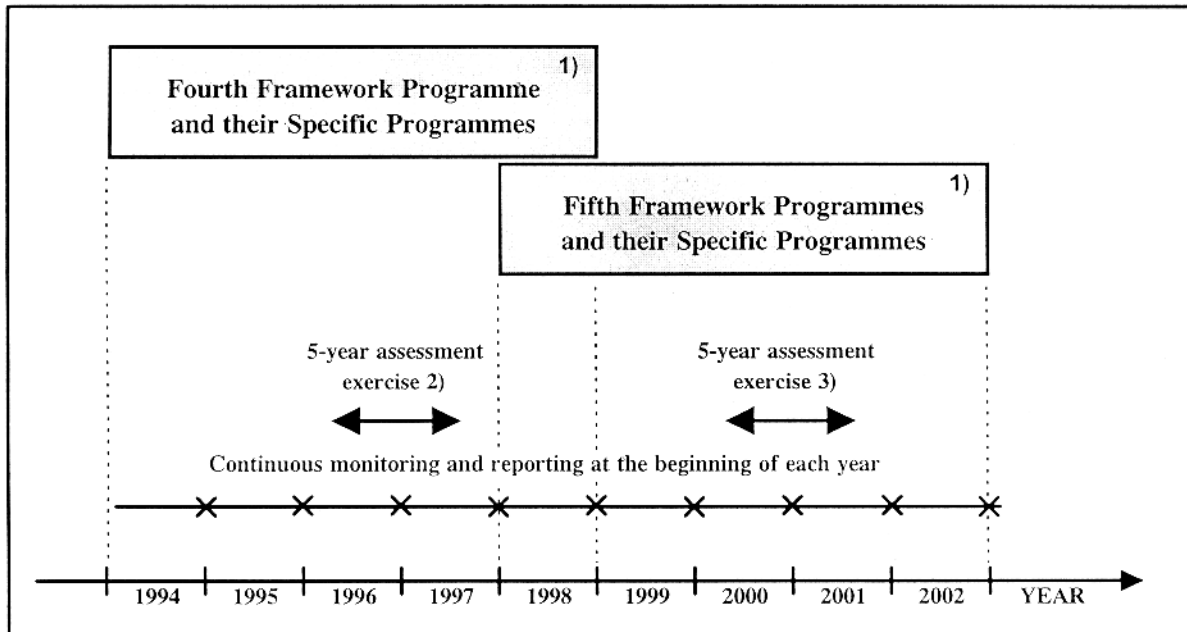 1)
Fourth Framework Programme
and their Specific Programmes
1)
Fifth Framework Programmes
and their Specific Programmes
5-year assessment
exercise 2)
5-year assessment
exercise 3)
Continuous monitoring and reporting at the beginning of each year
1994 1995 1996 1997 1998 1999 2000 2001 2002 YEAR